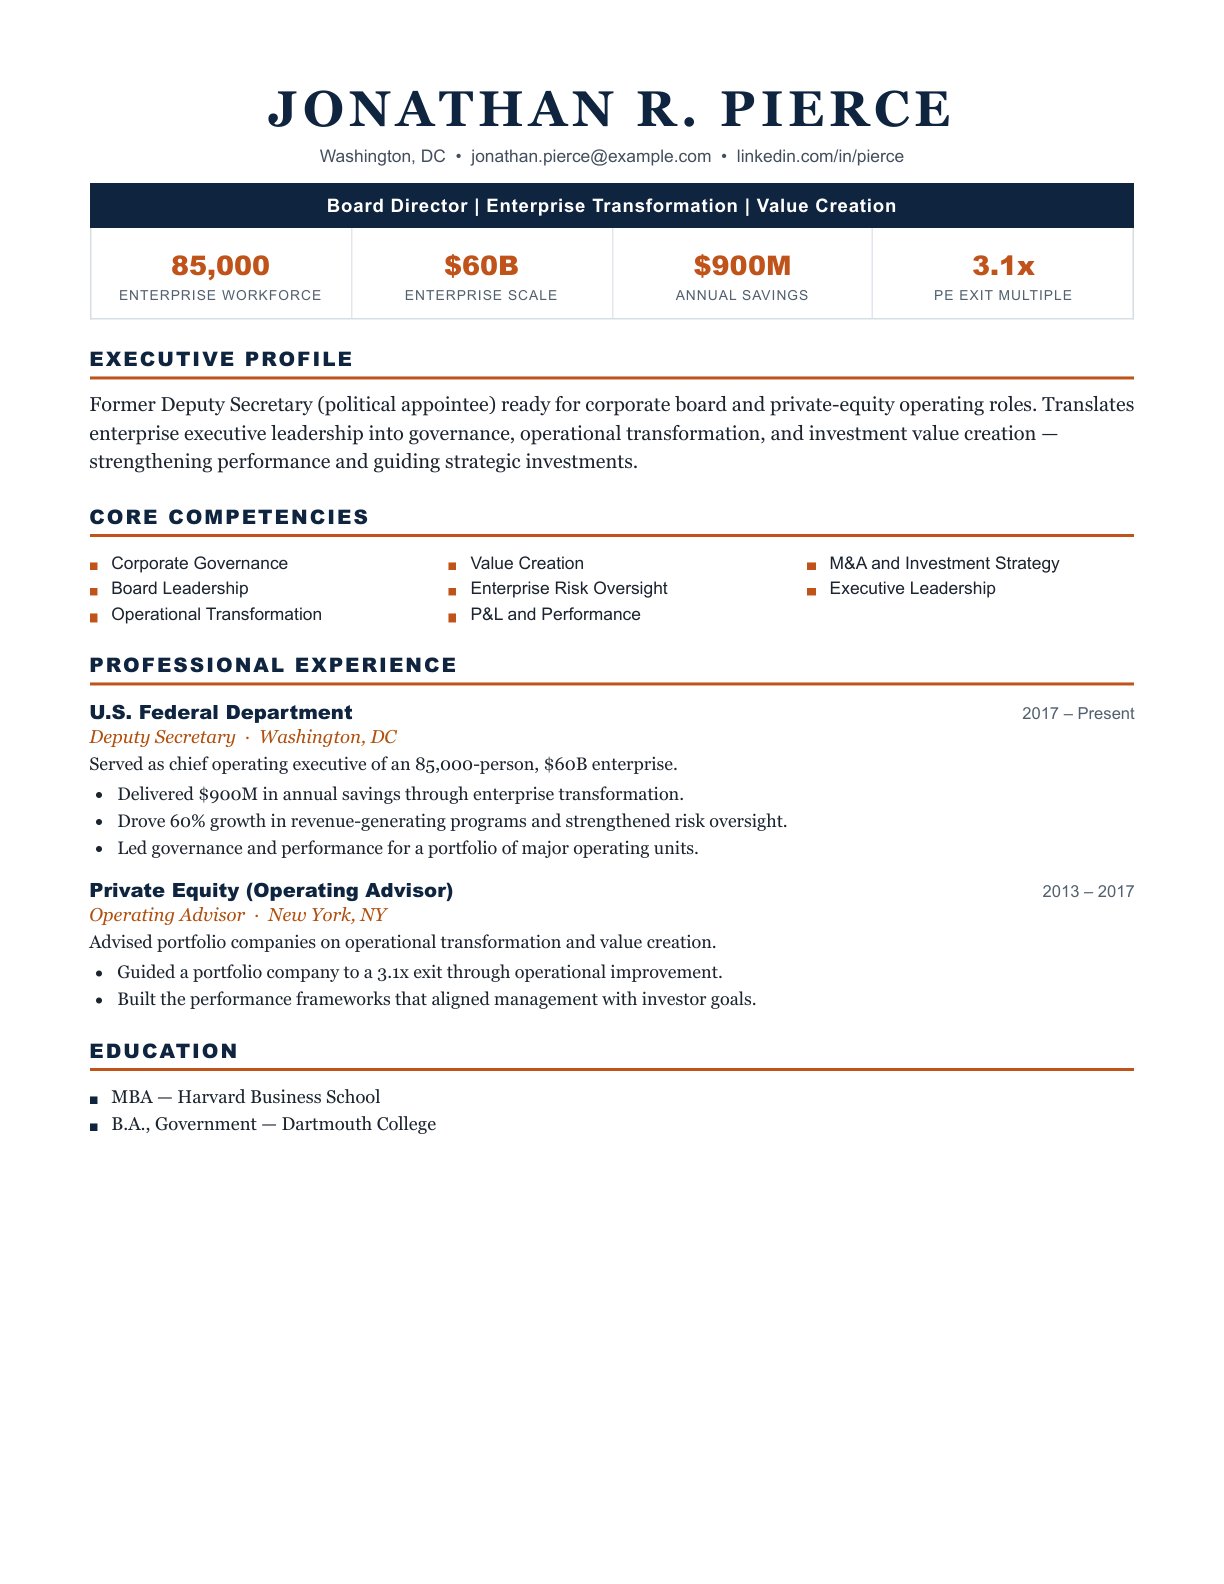 JONATHAN R. PIERCE
Washington, DC • jonathan.pierce@example.com • linkedin.com/in/pierce
Board Director | Enterprise Transformation | Value Creation
85,000 $60B $900M 3.1x
ENTERPRISE WORKFORCE ENTERPRISE SCALE ANNUAL SAVINGS PE EXIT MULTIPLE
EXECUTIVE PROFILE
Former Deputy Secretary (political appointee) ready for corporate board and private-equity operating roles. Translates
enterprise executive leadership into governance, operational transformation, and investment value creation —
strengthening performance and guiding strategic investments.
CORE COMPETENCIES
■ Corporate Governance ■ Value Creation ■ M&A and Investment Strategy
■ Board Leadership ■ Enterprise Risk Oversight ■ Executive Leadership
■ Operational Transformation ■ P&L and Performance
PROFESSIONAL EXPERIENCE
U.S. Federal Department 2017 – Present
Deputy Secretary · Washington, DC
Served as chief operating executive of an 85,000-person, $60B enterprise.
• Delivered $900M in annual savings through enterprise transformation.
• Drove 60% growth in revenue-generating programs and strengthened risk oversight.
• Led governance and performance for a portfolio of major operating units.
Private Equity (Operating Advisor) 2013 – 2017
Operating Advisor · New York, NY
Advised portfolio companies on operational transformation and value creation.
• Guided a portfolio company to a 3.1x exit through operational improvement.
• Built the performance frameworks that aligned management with investor goals.
EDUCATION
■ MBA — Harvard Business School
■ B.A., Government — Dartmouth College